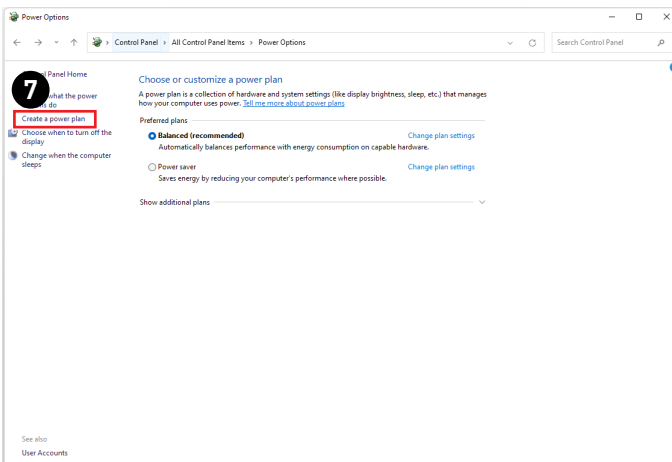 Power Options
Control Panel > All Control Panel Items > Power Options
Search Control Panel
7
Panel Home
what the power
do
Create a power plan
Choose when to turn off the
display
Change when the computer
sleeps
Choose or customize a power plan
A power plan is a collection of hardware and system settings (like display brightness, sleep, etc.) that manages
how your computer uses power. Tell me more about power plans
Preferred plans
Balanced (recommended)
Change plan settings
Automatically balances performance with energy consumption on capable hardware.
Power saver
Change plan settings
Saves energy by reducing your computer's performance where possible.
Show additional plans
See also
User Accounts